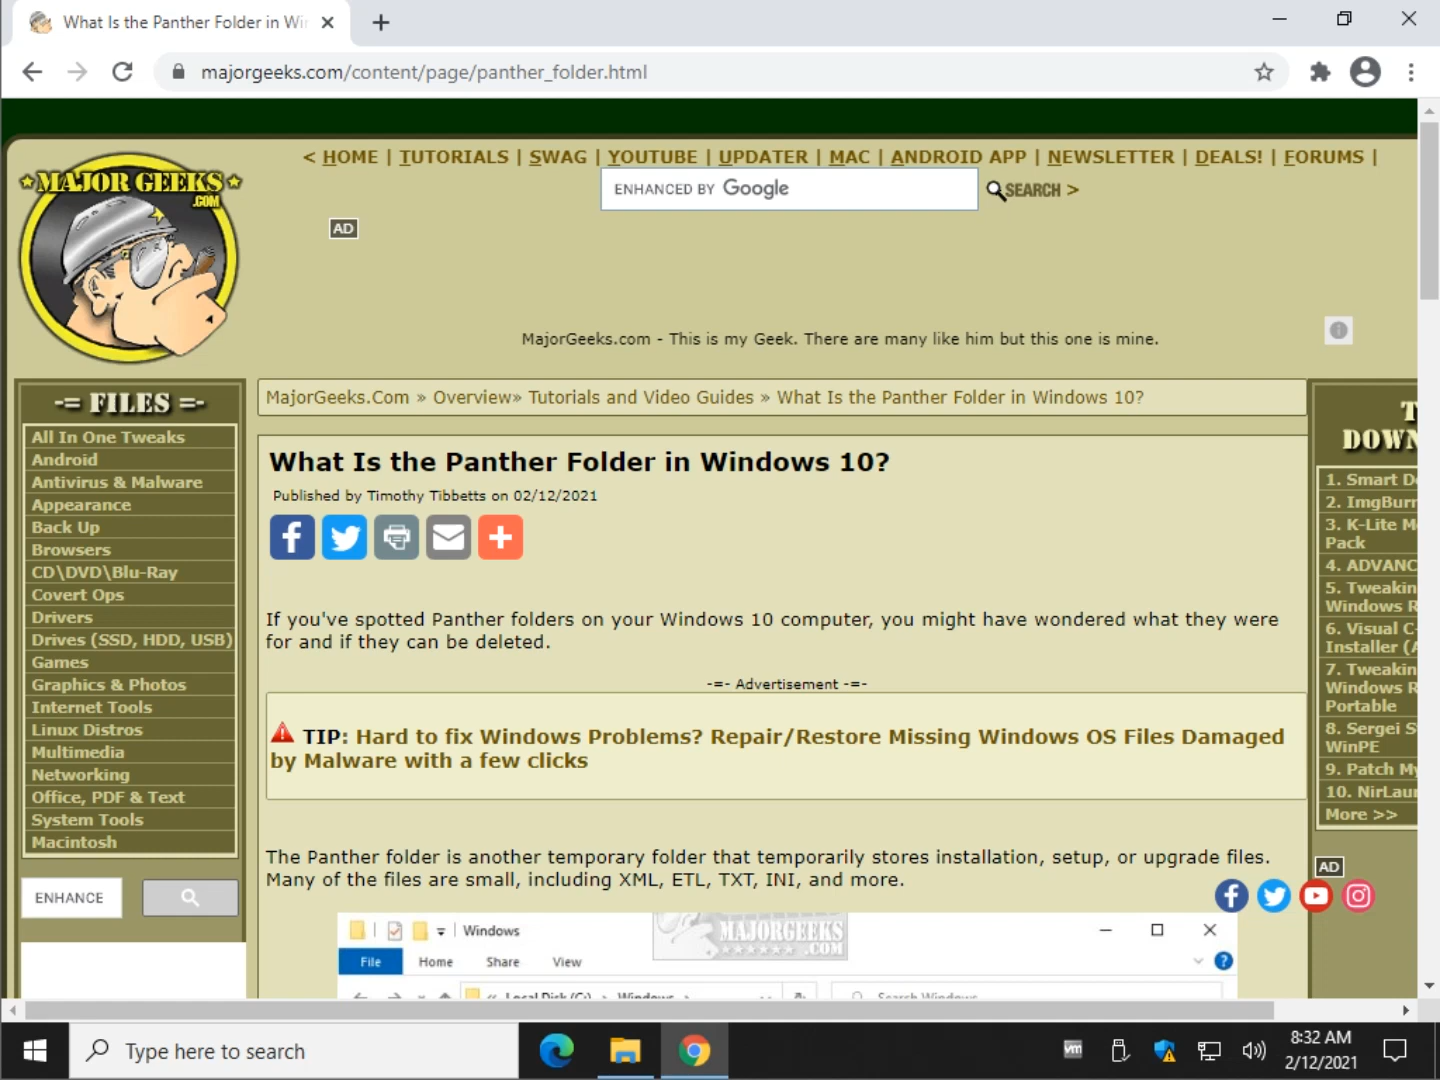 What Is the Panther Folder in Wi
majorgeeks.com/content/page/panther_folder.html
MAJOR GEEKS
.COM
< HOME | TUTORIALS | SWAG | YOUTUBE | UPDATER | MAC | ANDROID APP | NEWSLETTER | DEALS! | FORUMS |
ENHANCED BY Google
SEARCH >
AD
MajorGeeks.com - This is my Geek. There are many like him but this one is mine.
-= FILES =-
All In One Tweaks
Android
Antivirus & Malware
Appearance
Back Up
Browsers
CD\DVD\Blu-Ray
Covert Ops
Drivers
Drives (SSD, HDD, USB)
Games
Graphics & Photos
Internet Tools
Linux Distros
Multimedia
Networking
Office, PDF & Text
System Tools
Macintosh
ENHANCE
MajorGeeks.Com » Overview» Tutorials and Video Guides » What Is the Panther Folder in Windows 10?
What Is the Panther Folder in Windows 10?
Published by Timothy Tibbetts on 02/12/2021
If you've spotted Panther folders on your Windows 10 computer, you might have wondered what they were
for and if they can be deleted.
-=- Advertisement -=-
TIP: Hard to fix Windows Problems? Repair/Restore Missing Windows OS Files Damaged
by Malware with a few clicks
The Panther folder is another temporary folder that temporarily stores installation, setup, or upgrade files.
Many of the files are small, including XML, ETL, TXT, INI, and more.
Windows
MAJORGEEKS
.COM
File Home Share View
Local Disk (C:) Windows
Search Windows
T
DOWN
1. Smart D
2. ImgBurr
3. K-Lite M
Pack
4. ADVANC
5. Tweakin
Windows R
6. Visual C
Installer (A
7. Tweakin
Windows R
Portable
8. Sergei S
WinPE
9. Patch My
10. NirLau
More >>
AD
Type here to search
vm
8:32 AM
2/12/2021